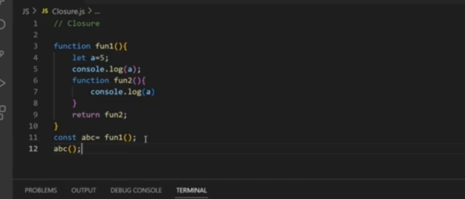 JS > JS Closure.js > ...
1 // Closure
2
3 function fun1(){
4 let a=5;
5 console.log(a);
6 function fun2(){
7 console.log(a)
8 }
9 return fun2;
10 }
11 const abc= fun1();
12 abc();
PROBLEMS OUTPUT DEBUG CONSOLE TERMINAL